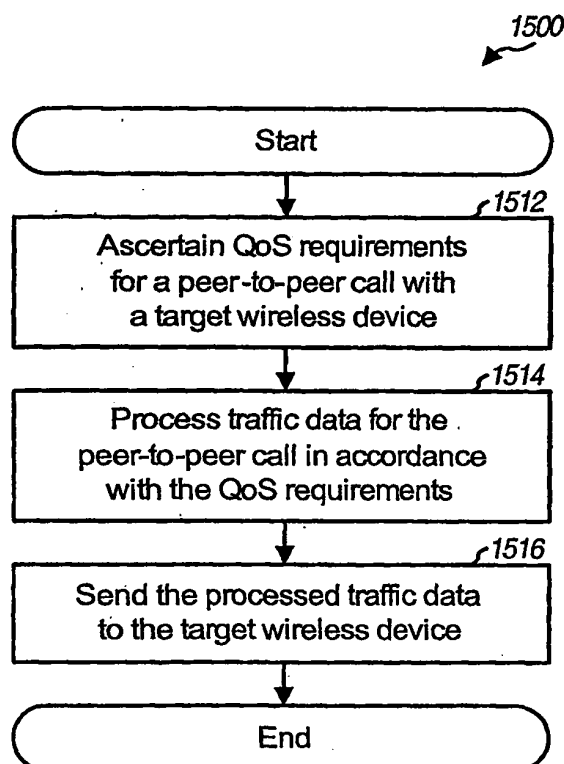 1500
Start
1512
Ascertain QoS requirements
for a peer-to-peer call with
a target wireless device
1514
Process traffic data for the
peer-to-peer call in accordance
with the QoS requirements
1516
Send the processed traffic data
to the target wireless device
End